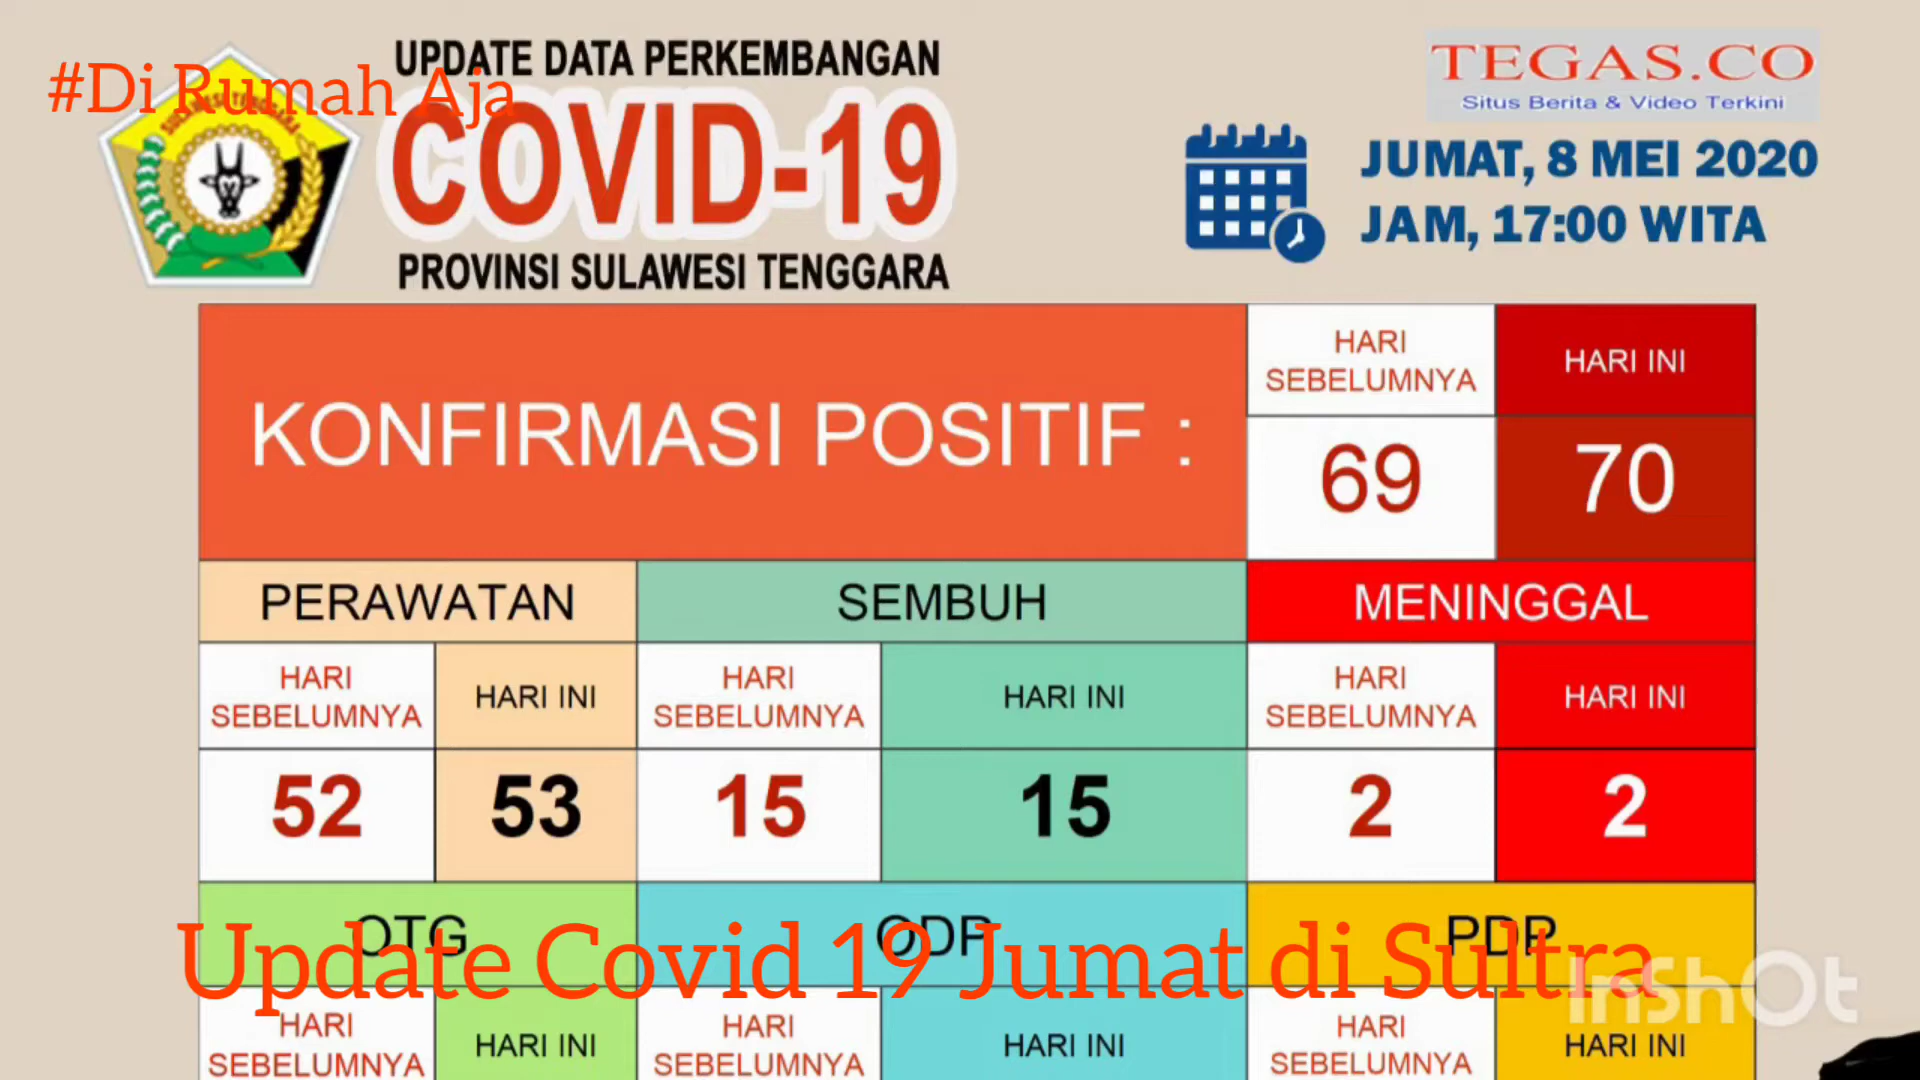 #Di Rumah Aja
UPDATE DATA PERKEMBANGAN
COVID-19
PROVINSI SULAWESI TENGGARA
SULAWESI TENGGARA
TEGAS.CO
Situs Berita & Video Terkini
JUMAT, 8 MEI 2020
JAM, 17:00 WITA
KONFIRMASI POSITIF :
HARI
SEBELUMNYA
HARI INI
69
70
PERAWATAN
SEMBUH
MENINGGAL
HARI
SEBELUMNYA
HARI INI
HARI
SEBELUMNYA
HARI INI
HARI
SEBELUMNYA
HARI INI
52
53
15
15
2
2
OTG
ODP
PDP
Update Covid 19 Jumat di Sultra
InShOt
HARI
SEBELUMNYA
HARI INI
HARI
SEBELUMNYA
HARI INI
HARI
SEBELUMNYA
HARI INI